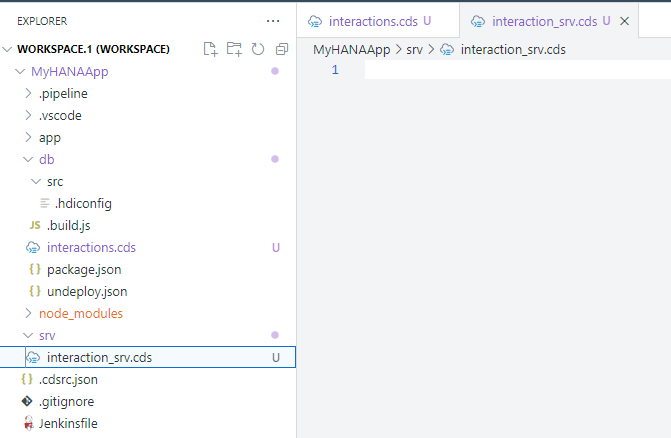 EXPLORER
WORKSPACE.1 (WORKSPACE)
MyHANAApp
.pipeline
.vscode
app
db
src
.hdiconfig
JS .build.js
interactions.cds U
{ } package.json
{ } undeploy.json
node_modules
srv
interaction_srv.cds U
{ } .cdsrc.json
.gitignore
Jenkinsfile
interactions.cds U interaction_srv.cds U
MyHANAApp > srv > interaction_srv.cds
1